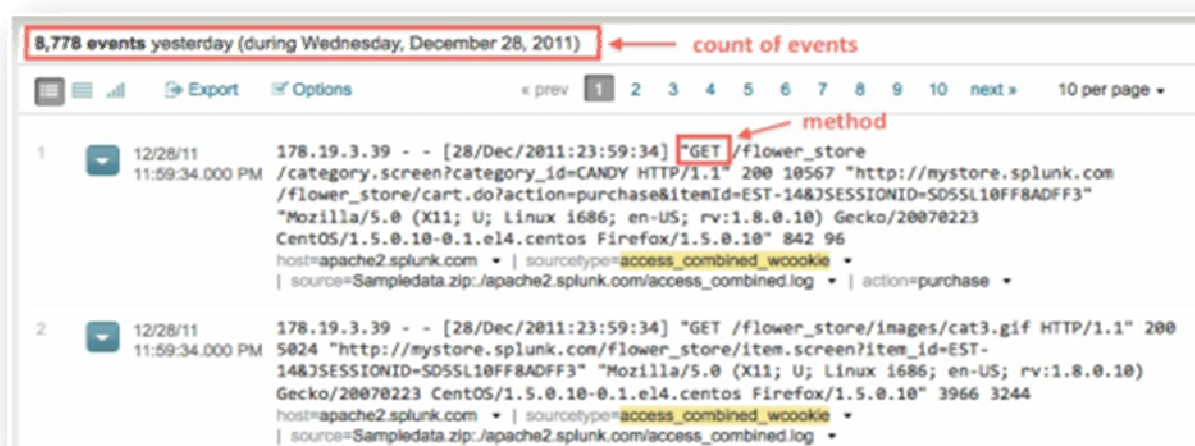 8,778 events yesterday (during Wednesday, December 28, 2011)
count of events
Export Options « prev 1 2 3 4 5 6 7 8 9 10 next » 10 per page
method
1 12/28/11 178.19.3.39 - - [28/Dec/2011:23:59:34] "GET /flower_store
11:59:34.000 PM /category.screen?category_id=CANDY HTTP/1.1" 200 10567 "http://mystore.splunk.com
/flower_store/cart.do?action=purchase&itemId=EST-14&JSESSIONID=SD5SL10FF8ADFF3"
"Mozilla/5.0 (X11; U; Linux i686; en-US; rv:1.8.0.10) Gecko/20070223
CentOS/1.5.0.10-0.1.el4.centos Firefox/1.5.0.10" 842 96
host=apache2.splunk.com | sourcetype=access_combined_wcookie
| source=Sampledata.zip:./apache2.splunk.com/access_combined.log | action=purchase
2 12/28/11 178.19.3.39 - - [28/Dec/2011:23:59:34] "GET /flower_store/images/cat3.gif HTTP/1.1" 200
11:59:34.000 PM 5024 "http://mystore.splunk.com/flower_store/item.screen?item_id=EST-
14&JSESSIONID=SD5SL10FF8ADFF3" "Mozilla/5.0 (X11; U; Linux i686; en-US; rv:1.8.0.10)
Gecko/20070223 CentOS/1.5.0.10-0.1.el4.centos Firefox/1.5.0.10" 3966 3244
host=apache2.splunk.com | sourcetype=access_combined_wcookie
| source=Sampledata.zip:./apache2.splunk.com/access_combined.log